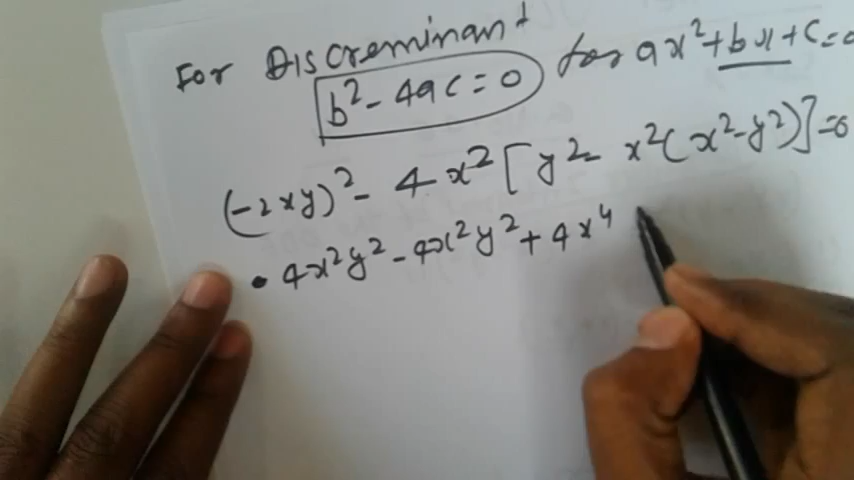 For Discreminant
b² - 4ac = 0 for ax² + bx + c = 0
(-2xy)² - 4x² [y² - x²(x² - y²)] = 0
• 4x²y² - 4x²y² + 4x⁴